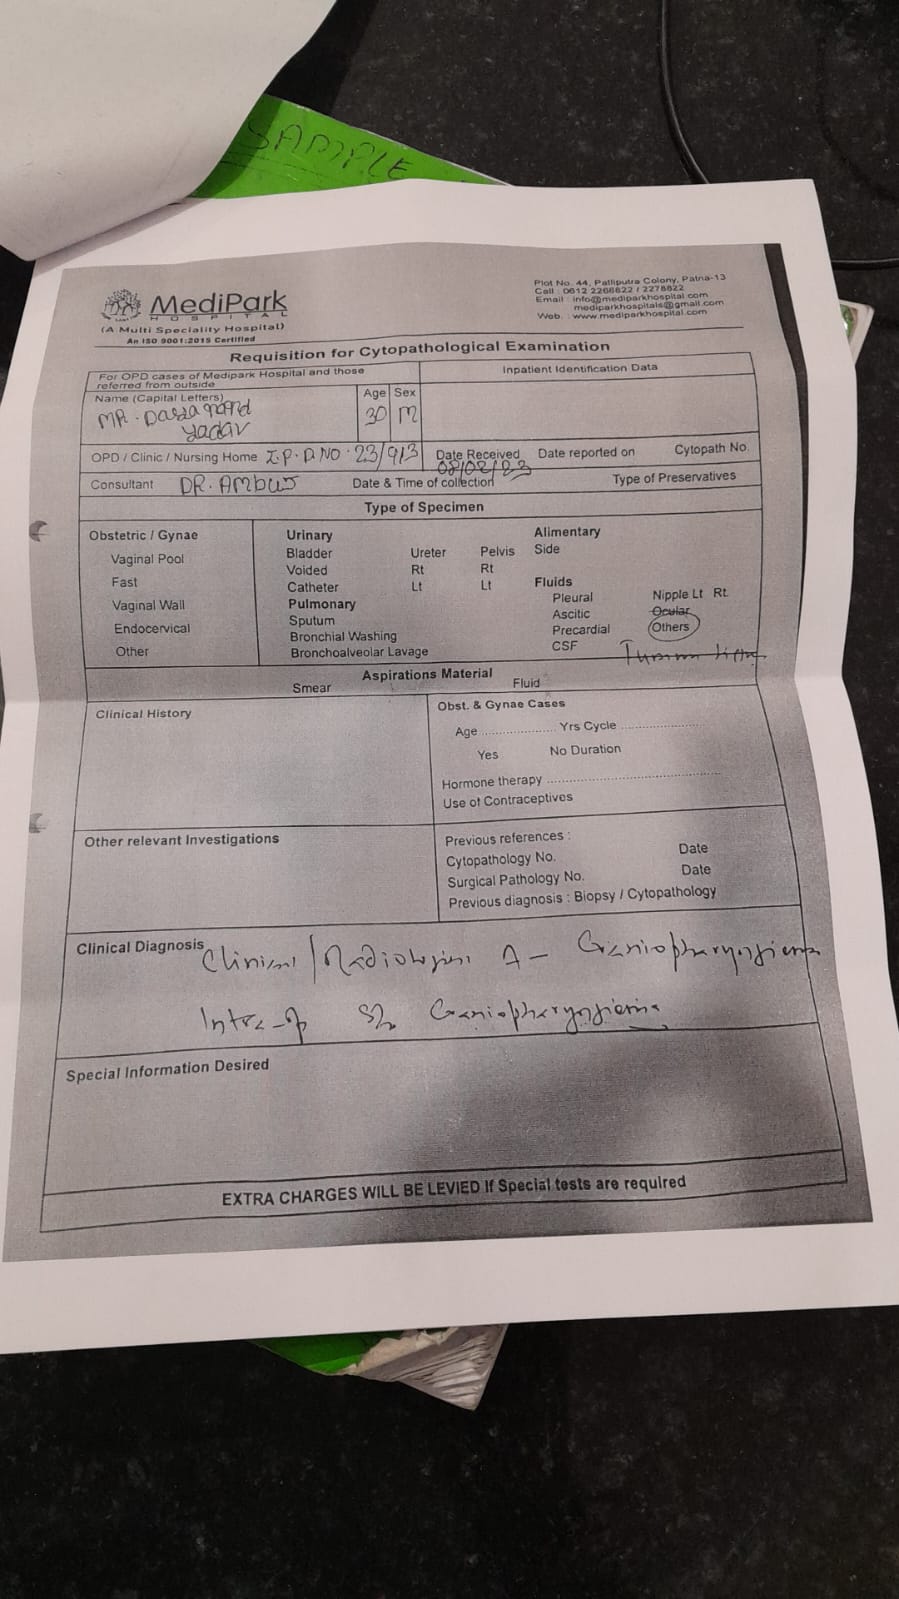 SAMPLE
MediPark
HOSPITAL
(A Multi Speciality Hospital)
An ISO 9001:2015 Certified
Plot No. 44, Patliputra Colony, Patna-13
Call : 0612 2266822 / 2278822
Email : info@mediparkhospital.com
mediparkhospitals@gmail.com
Web. : www.mediparkhospital.com
Requisition for Cytopathological Examination
For OPD cases of Medipark Hospital and those
referred from outside
Inpatient Identification Data
Name (Capital Letters) Age Sex
MR. 30 M
Yadav
OPD / Clinic / Nursing Home I.P.D NO. 23/913 Date Received Date reported on Cytopath No.
08/02/23
Consultant DR. AMBUJ Date & Time of collection Type of Preservatives
Type of Specimen
Obstetric / Gynae
Vaginal Pool
Fast
Vaginal Wall
Endocervical
Other
Urinary
Bladder Ureter Pelvis
Voided Rt Rt
Catheter Lt Lt
Pulmonary
Sputum
Bronchial Washing
Bronchoalveolar Lavage
Alimentary
Side
Fluids
Pleural Nipple Lt Rt.
Ascitic Ocular
Precardial Others
CSF
Aspirations Material
Smear Fluid
Clinical History
Obst. & Gynae Cases
Age .................... Yrs Cycle .......................
Yes No Duration
Hormone therapy ................................................
Use of Contraceptives
Other relevant Investigations
Previous references :
Cytopathology No. Date
Surgical Pathology No. Date
Previous diagnosis : Biopsy / Cytopathology
Clinical Diagnosis Craniopharyngioma
Intra-op Craniopharyngioma
Special Information Desired
EXTRA CHARGES WILL BE LEVIED If Special tests are required